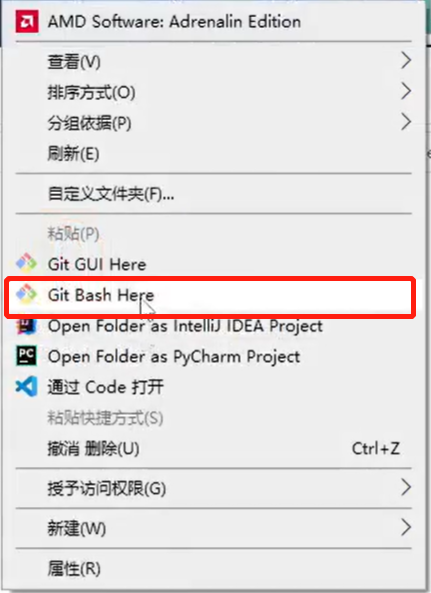 AMD Software: Adrenalin Edition
查看(V)
排序方式(O)
分组依据(P)
刷新(E)
自定义文件夹(F)...
粘贴(P)
Git GUI Here
Git Bash Here
Open Folder as IntelliJ IDEA Project
PC Open Folder as PyCharm Project
通过 Code 打开
粘贴快捷方式(S)
撤消 删除(U) Ctrl+Z
授予访问权限(G)
新建(W)
属性(R)